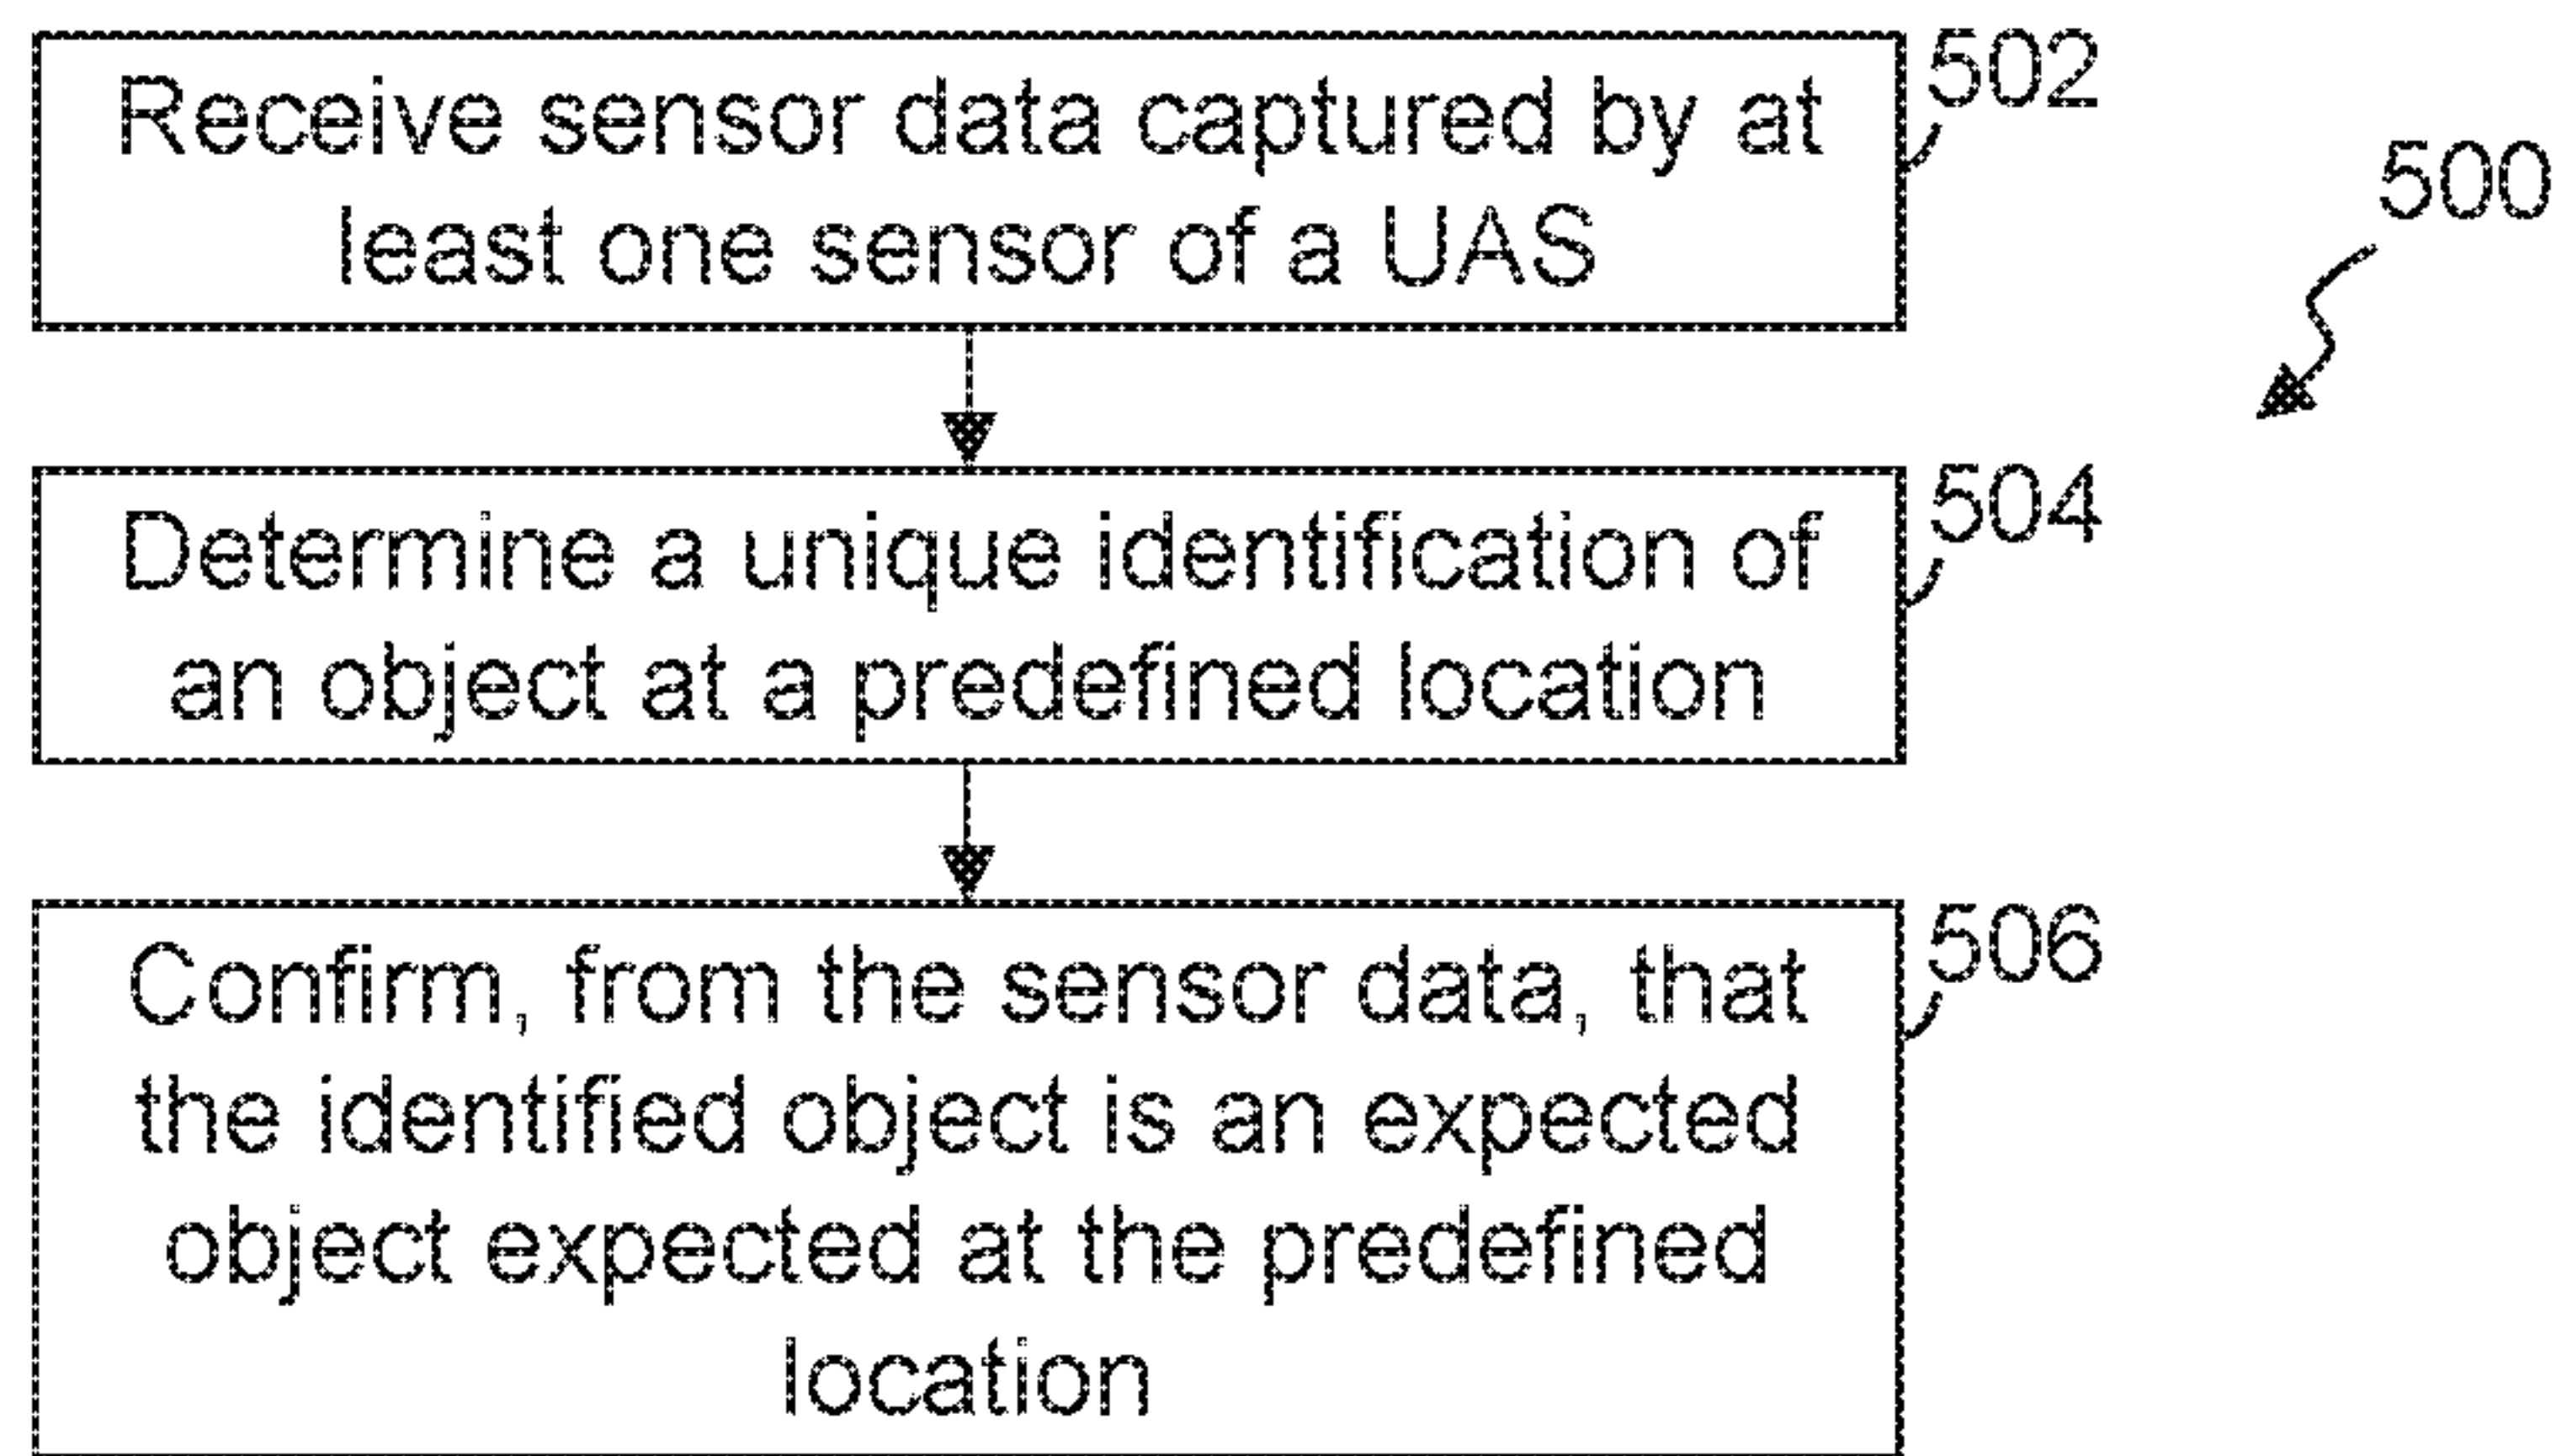 Receive sensor data captured by at
least one sensor of a UAS
502
500
Determine a unique identification of
an object at a predefined location
504
Confirm, from the sensor data, that
the identified object is an expected
object expected at the predefined
location
506